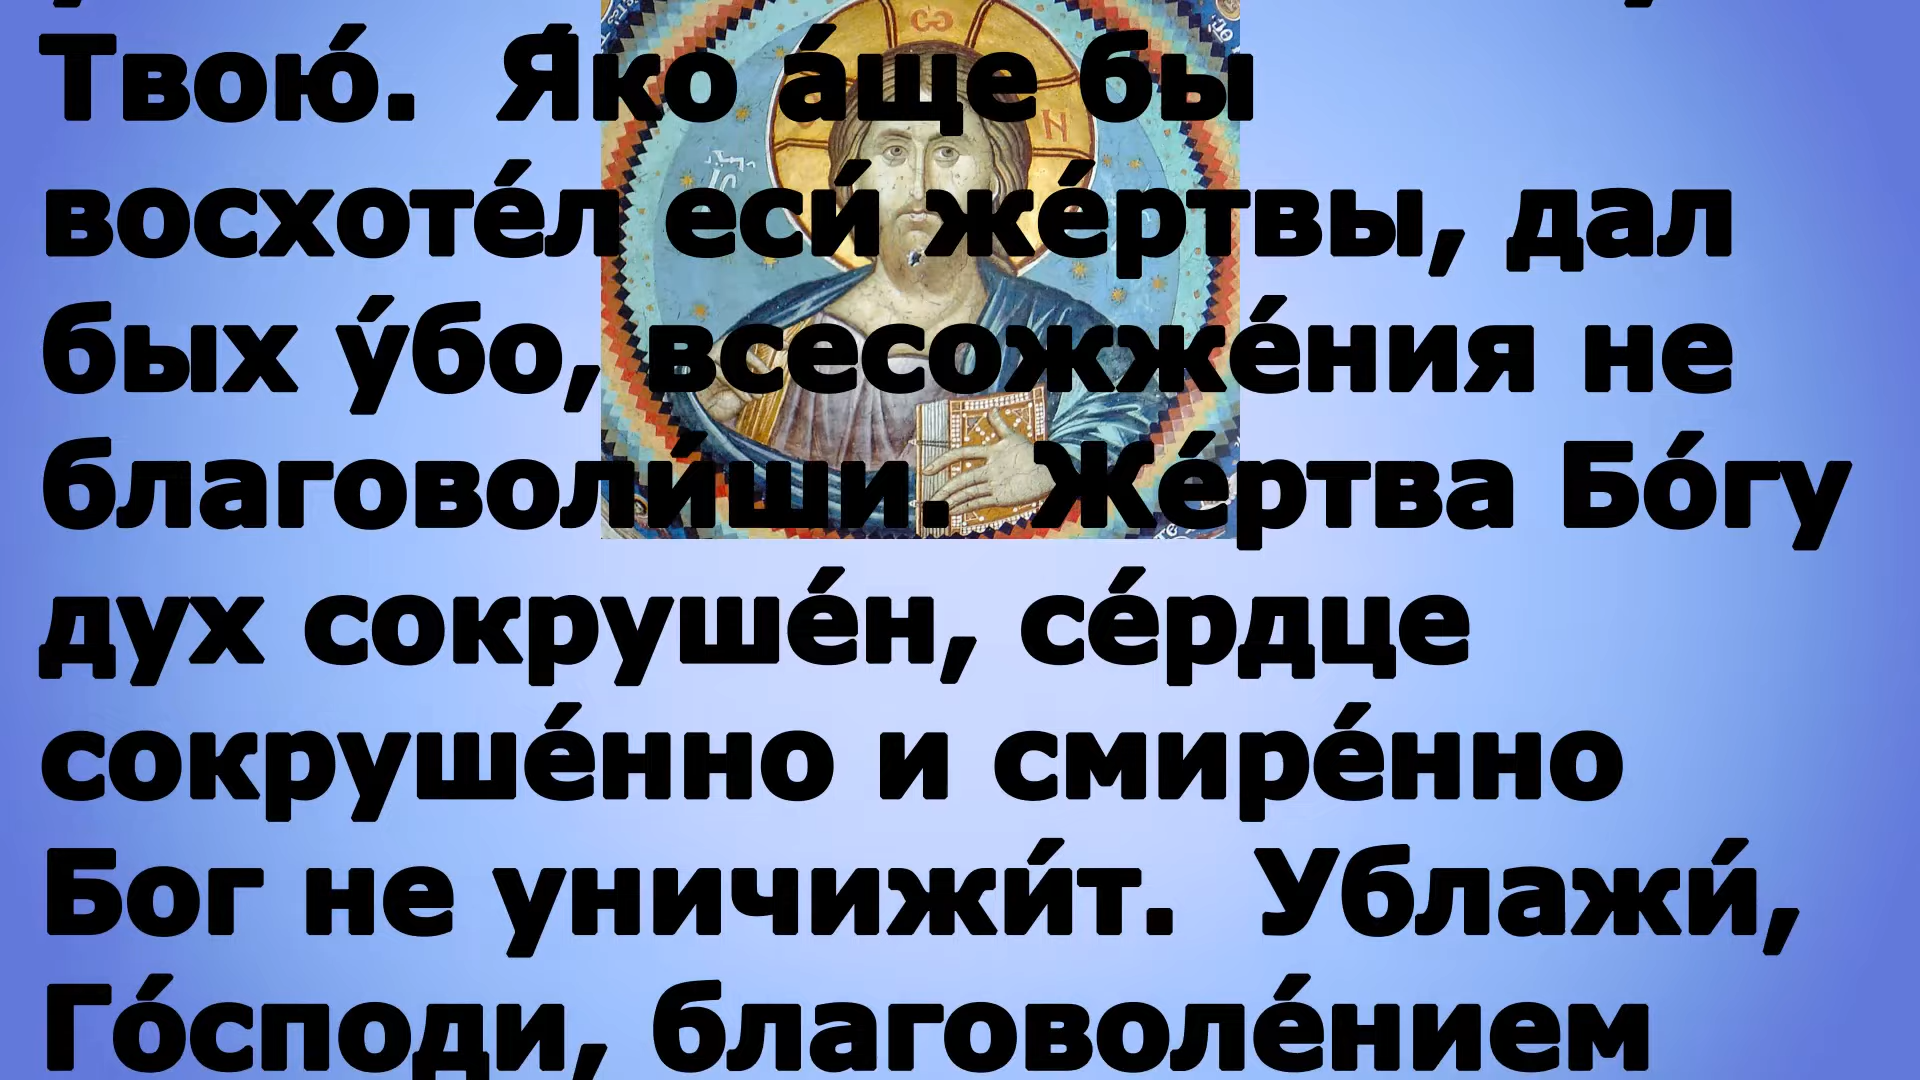 Твою́. Я́ко а́ще бы
восхоте́л еси́ же́ртвы, дал
бых у́бо, всесожже́ния не
благоволи́ши. Же́ртва Бо́гу
дух сокруше́н, се́рдце
сокруше́нно и смире́нно
Бог не уничижи́т. Ублажи́,
Го́споди, благоволе́нием